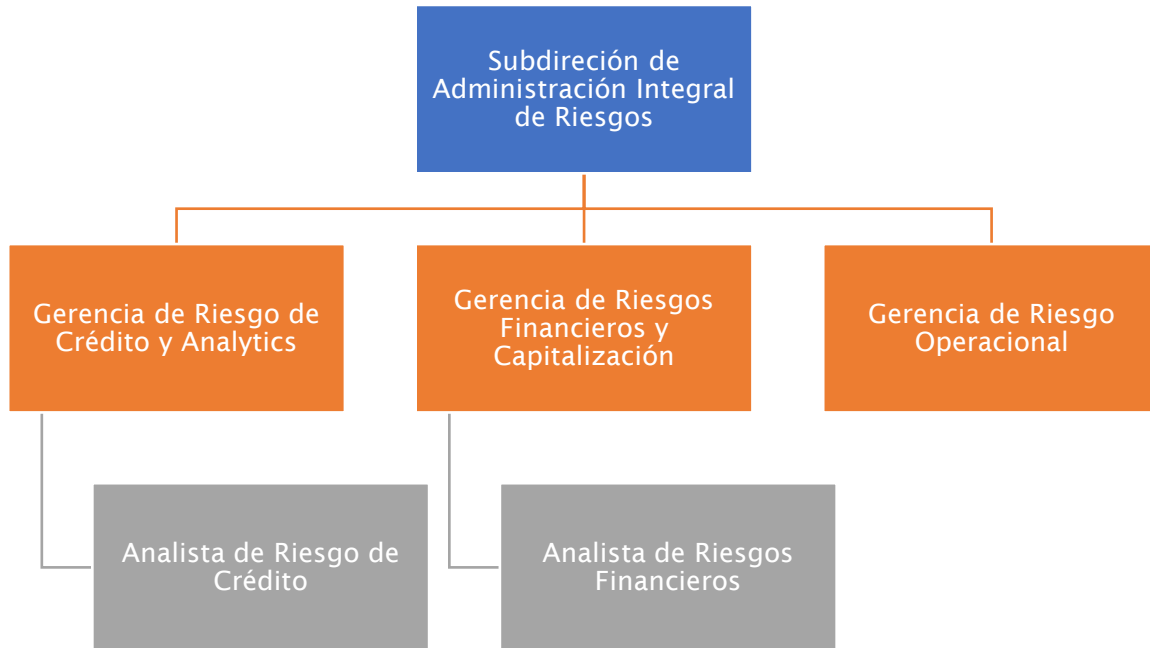 Subdireción de
Administración Integral
de Riesgos
Gerencia de Riesgo de
Crédito y Analytics
Gerencia de Riesgos
Financieros y
Capitalización
Gerencia de Riesgo
Operacional
Analista de Riesgo de
Crédito
Analista de Riesgos
Financieros